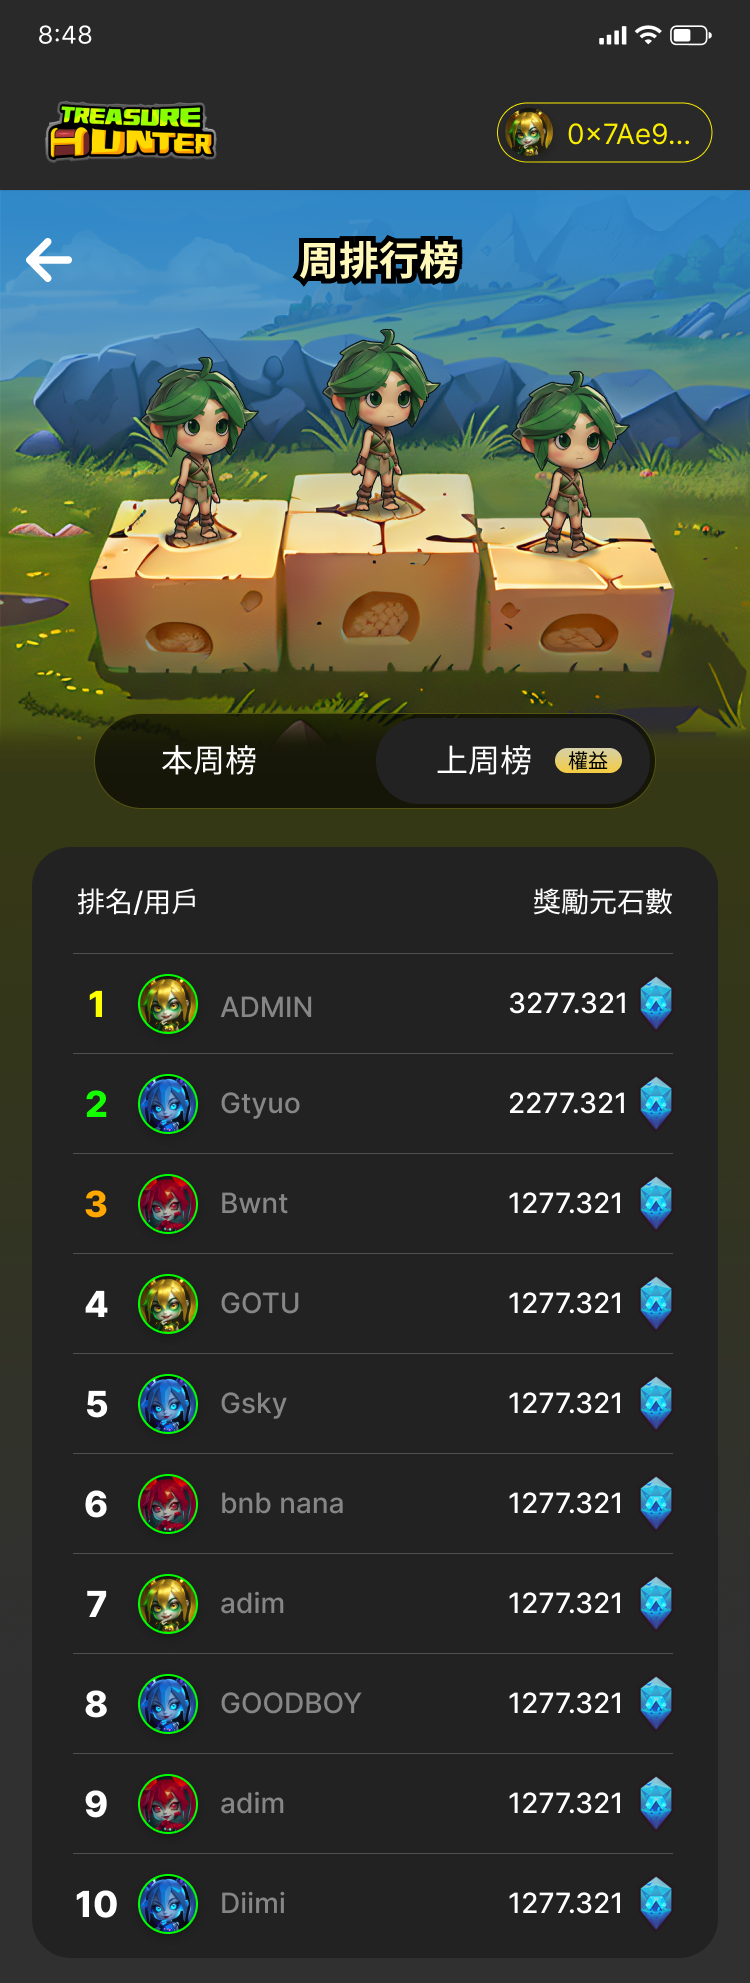 8:48
TREASURE
HUNTER
0×7Ae9...
周排行榜
本周榜
上周榜 權益
排名/用戶 獎勵元石數
1 ADMIN 3277.321
2 Gtyuo 2277.321
3 Bwnt 1277.321
4 GOTU 1277.321
5 Gsky 1277.321
6 bnb nana 1277.321
7 adim 1277.321
8 GOODBOY 1277.321
9 adim 1277.321
10 Diimi 1277.321